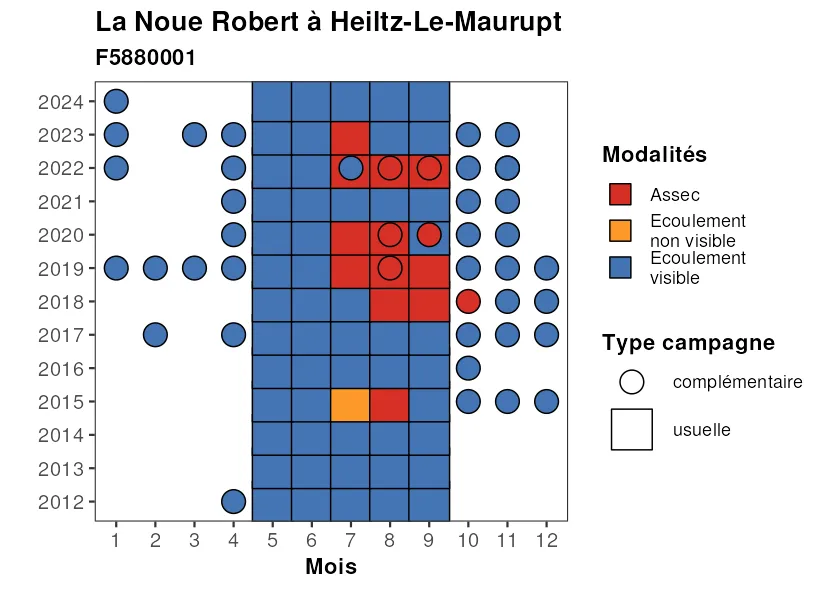 La Noue Robert à Heiltz-Le-Maurupt
F5880001
2024
2023
2022
2021
2020
2019
2018
2017
2016
2015
2014
2013
2012
1 2 3 4 5 6 7 8 9 10 11 12
Mois
Modalités
Assec
Ecoulement
non visible
Ecoulement
visible
Type campagne
complémentaire
usuelle